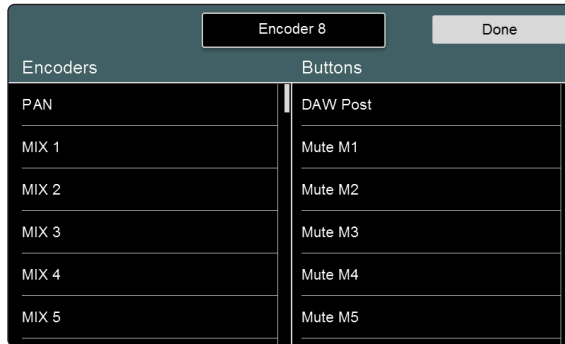 Encoder 8
Done
Encoders
Buttons
PAN
DAW Post
MIX 1
Mute M1
MIX 2
Mute M2
MIX 3
Mute M3
MIX 4
Mute M4
MIX 5
Mute M5